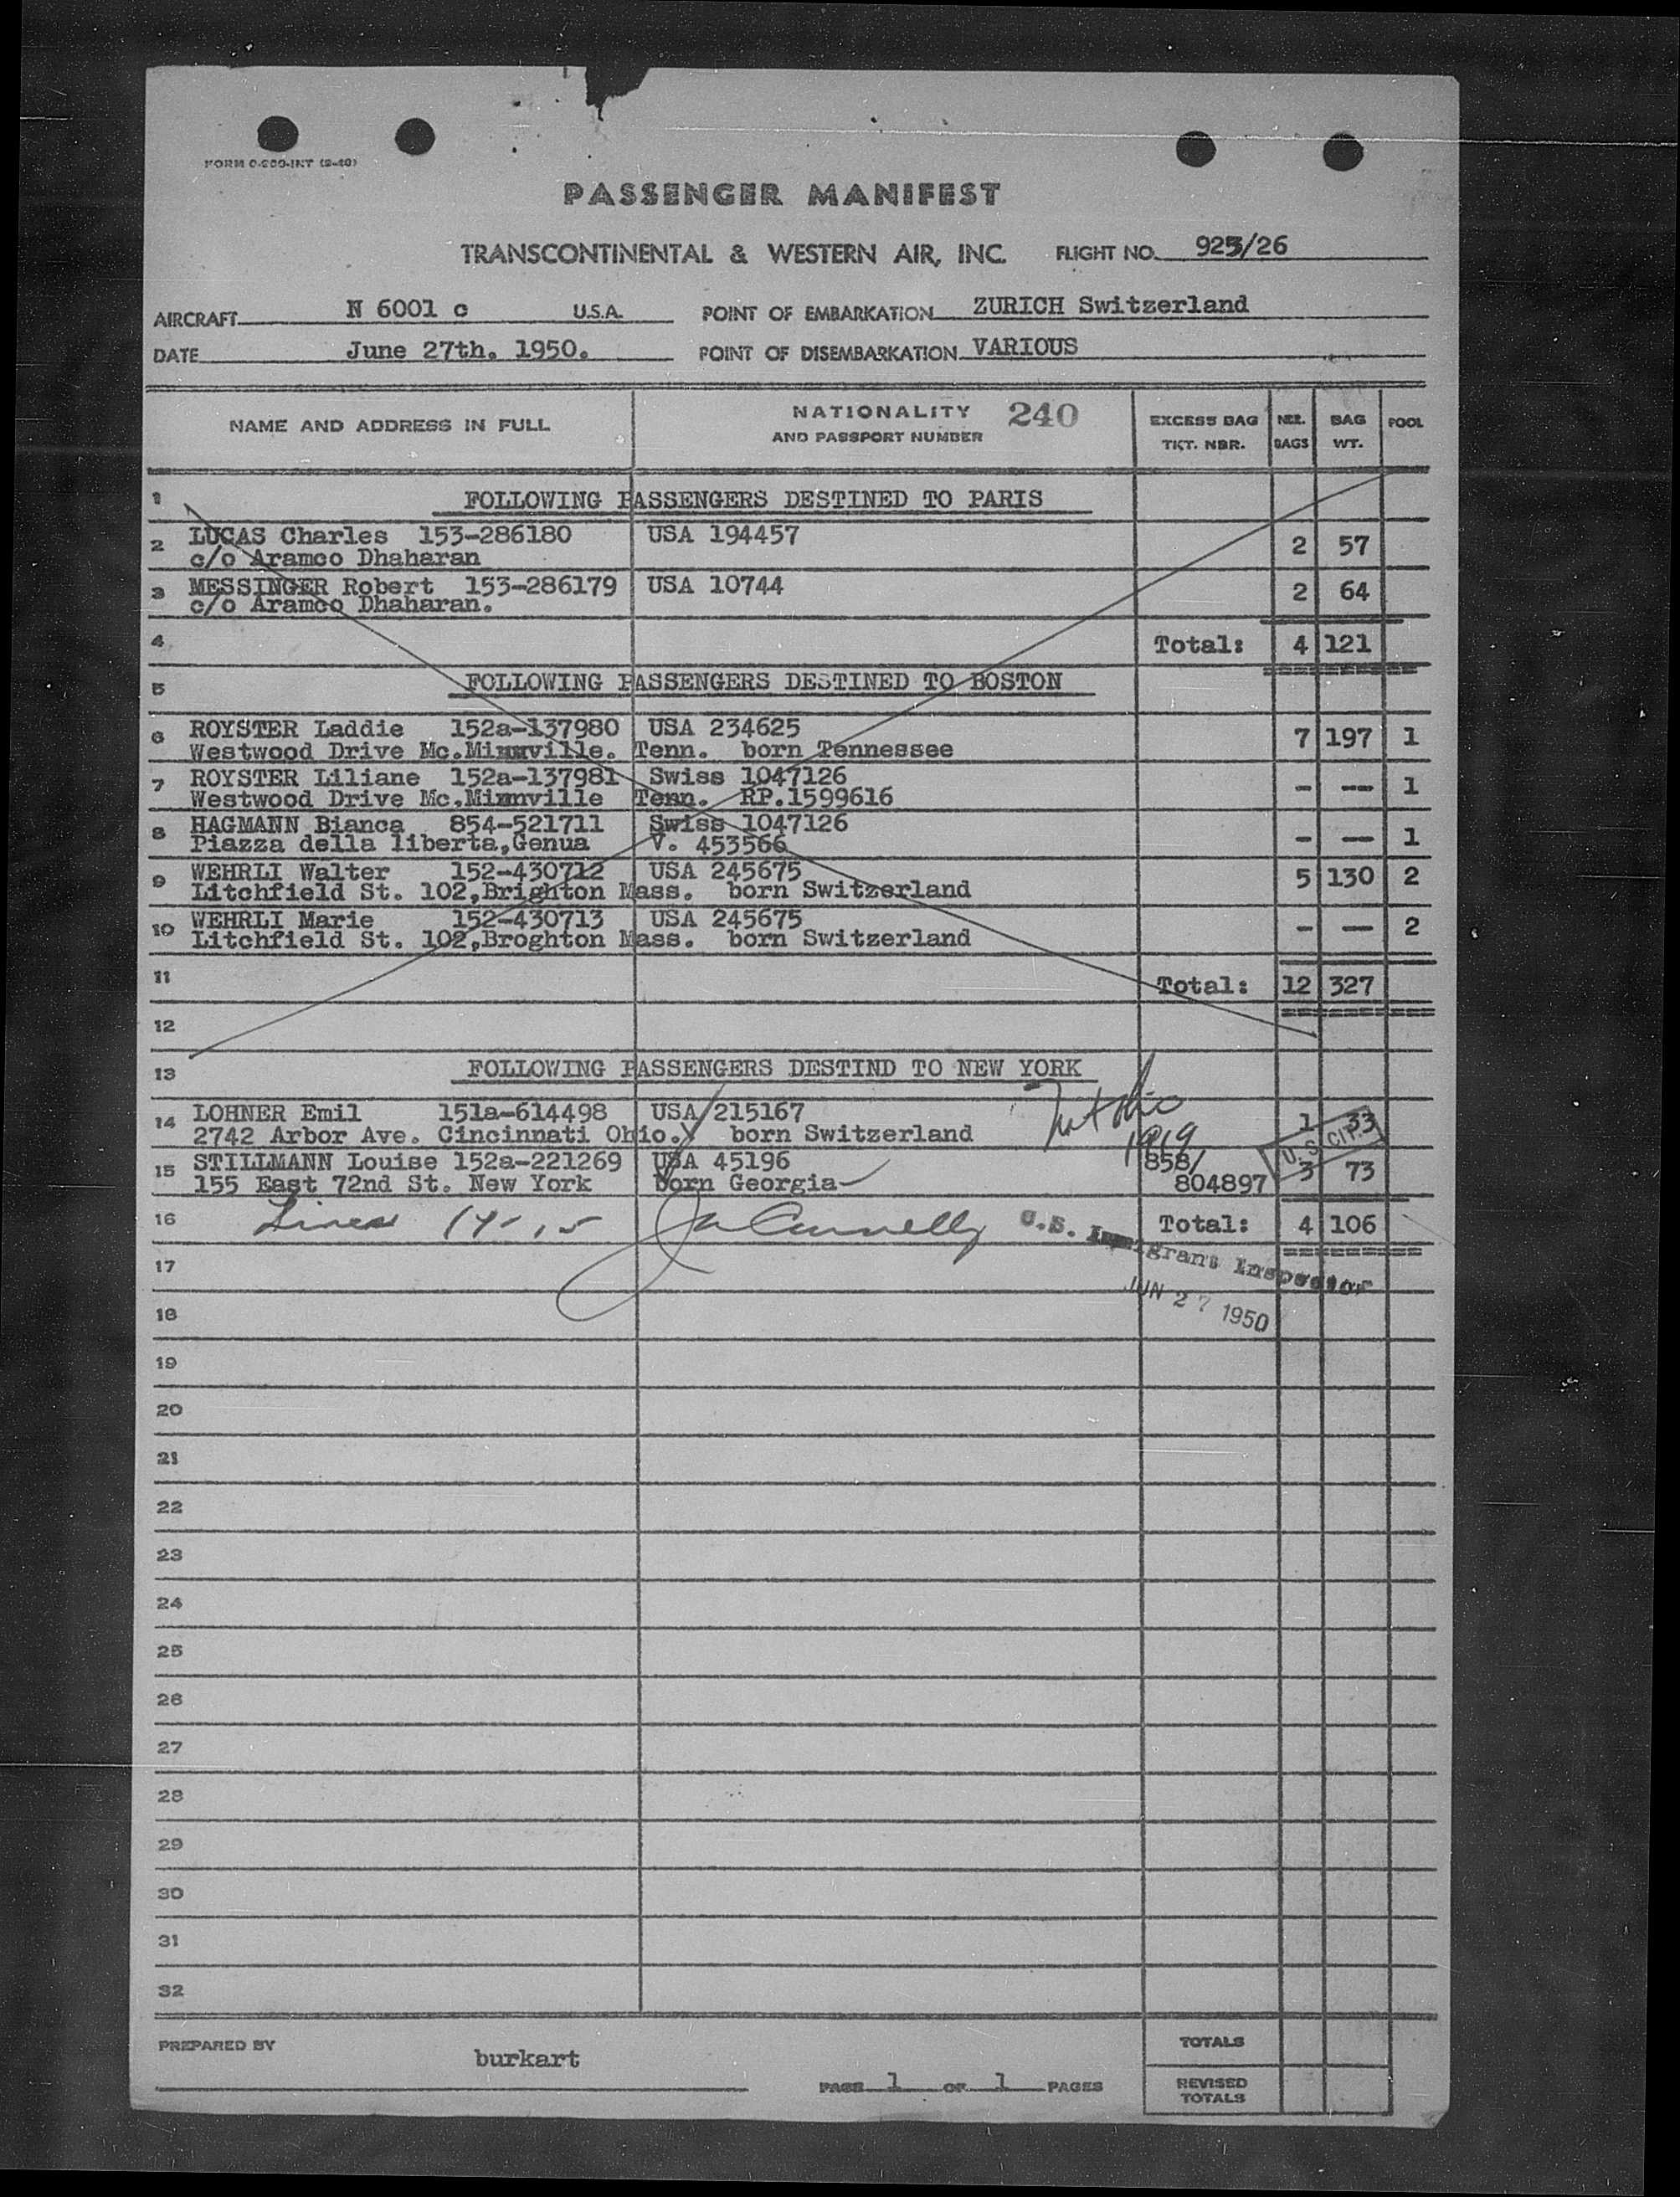 FORM 0-200-INT (2-48)
PASSENGER MANIFEST
TRANSCONTINENTAL & WESTERN AIR, INC. FLIGHT NO. 925/26
AIRCRAFT N 6001 c U.S.A. POINT OF EMBARKATION ZURICH Switzerland
DATE June 27th. 1950. POINT OF DISEMBARKATION VARIOUS
NAME AND ADDRESS IN FULL NATIONALITY AND PASSPORT NUMBER 240 EXCESS BAG TKT. NBR. NBR. BAGS BAG WT. POOL
1 FOLLOWING PASSENGERS DESTINED TO PARIS
2 LUCAS Charles 153-286180 USA 194457 2 57
c/o Aramco Dhaharan
3 MESSINGER Robert 153-286179 USA 10744 2 64
c/o Aramco Dhaharan.
4 Total: 4 121
5 FOLLOWING PASSENGERS DESTINED TO BOSTON
6 ROYSTER Laddie 152a-137980 USA 234625 7 197 1
Westwood Drive Mc.Minnville. Tenn. born Tennessee
7 ROYSTER Liliane 152a-137981 Swiss 1047126 - -- 1
Westwood Drive Mc.Minnville Tenn. RP.1599616
8 HAGMANN Bianca 854-521711 Swiss 1047126 - -- 1
Piazza della liberta,Genua V. 453566
9 WEHRLI Walter 152-430712 USA 245675 5 130 2
Litchfield St. 102,Brighton Mass. born Switzerland
10 WEHRLI Marie 152-430713 USA 245675 - -- 2
Litchfield St. 102,Broghton Mass. born Switzerland
11 Total: 12 327
12
13 FOLLOWING PASSENGERS DESTIND TO NEW YORK
14 LOHNER Emil 151a-614498 USA 215167 1 33
2742 Arbor Ave. Cincinnati Ohio. born Switzerland 1919
U.S. CIT.
15 STILLMANN Louise 152a-221269 USA 45196 858/ 3 73
155 East 72nd St. New York born Georgia 804897
16 Lines 14-15 Total: 4 106
U.S. Immigrant Inspector
17
JUN 27 1950
18
19
20
21
22
23
24
25
26
27
28
29
30
31
32
PREPARED BY burkart TOTALS
PAGE 1 OF 1 PAGES REVISED TOTALS